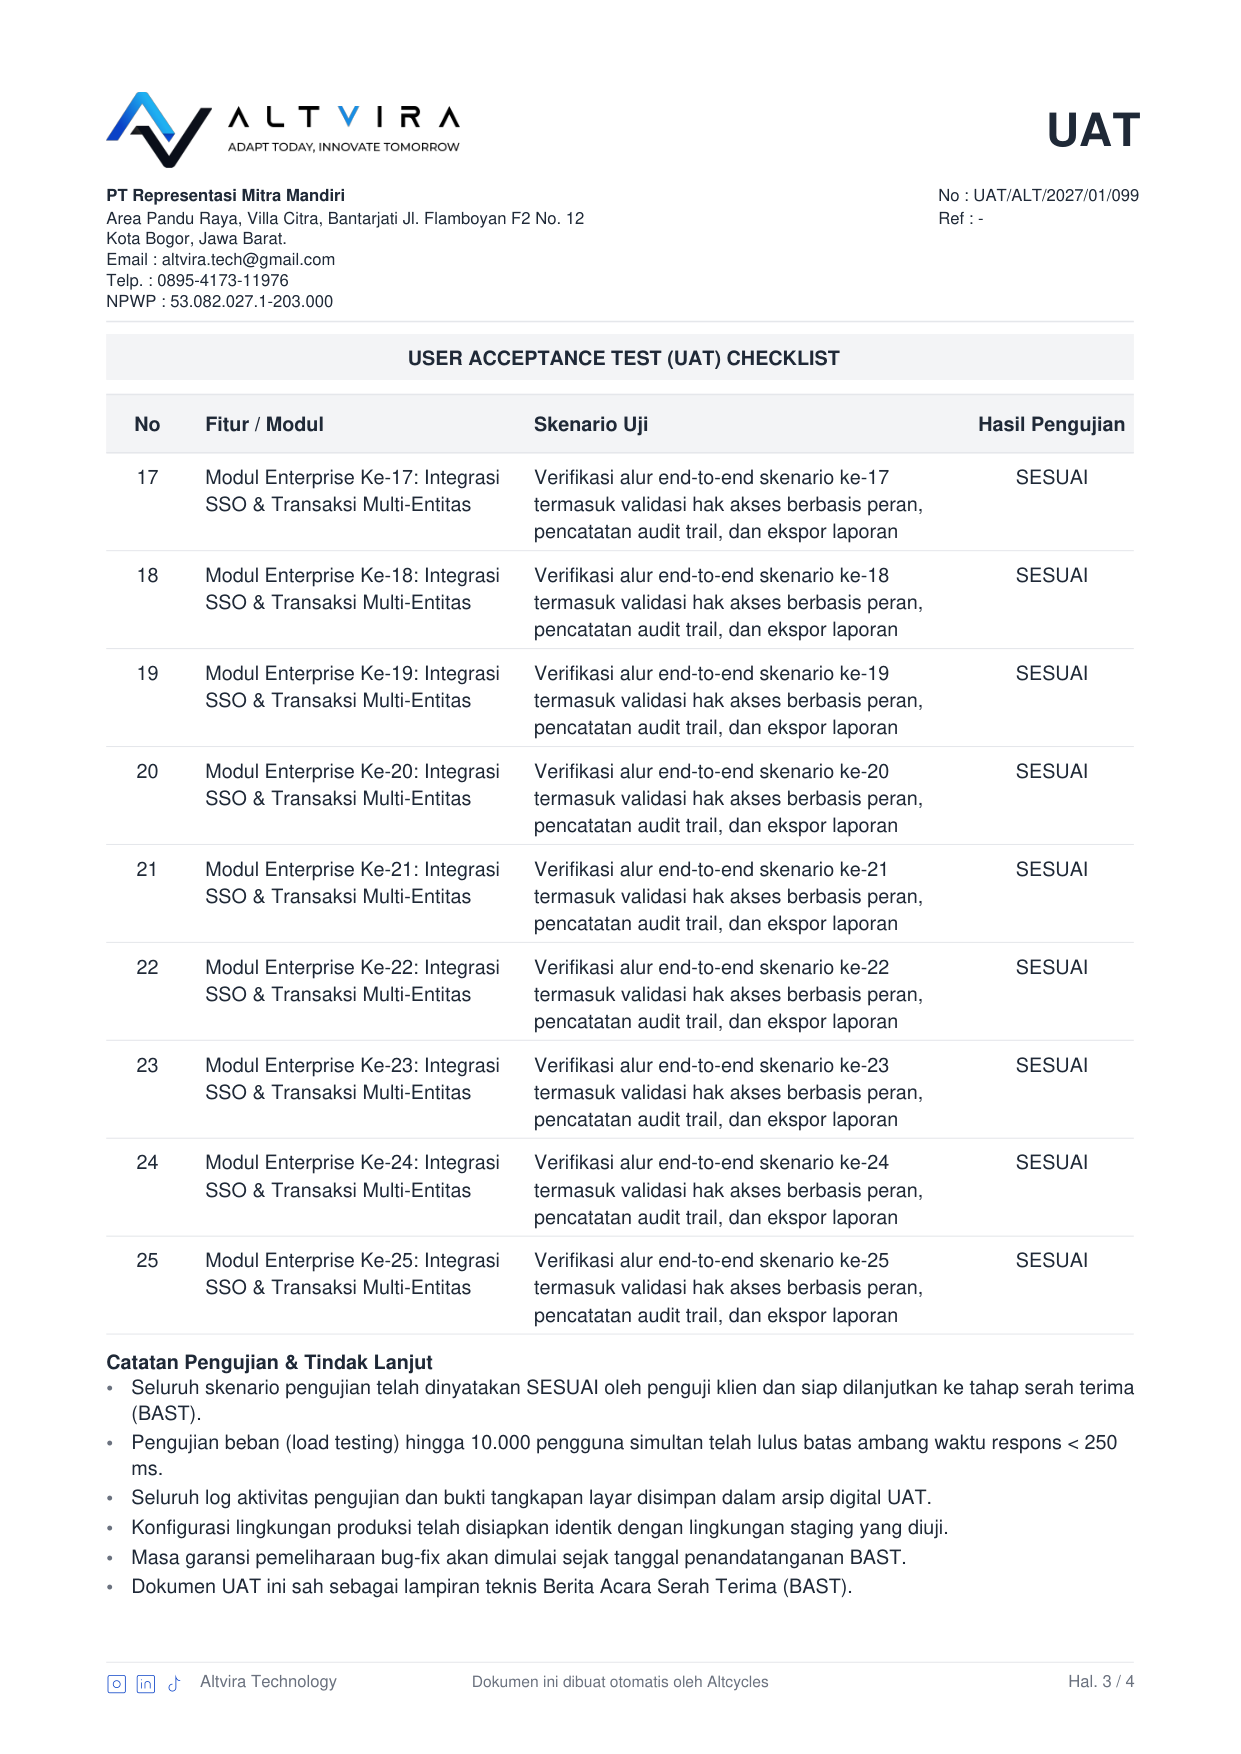 ALTVIRA
ADAPT TODAY, INNOVATE TOMORROW
UAT
PT Representasi Mitra Mandiri
Area Pandu Raya, Villa Citra, Bantarjati Jl. Flamboyan F2 No. 12
Kota Bogor, Jawa Barat.
Email : altvira.tech@gmail.com
Telp. : 0895-4173-11976
NPWP : 53.082.027.1-203.000
No : UAT/ALT/2027/01/099
Ref : -
USER ACCEPTANCE TEST (UAT) CHECKLIST
No Fitur / Modul Skenario Uji Hasil Pengujian
17 Modul Enterprise Ke-17: Integrasi Verifikasi alur end-to-end skenario ke-17 SESUAI
SSO & Transaksi Multi-Entitas termasuk validasi hak akses berbasis peran,
pencatatan audit trail, dan ekspor laporan
18 Modul Enterprise Ke-18: Integrasi Verifikasi alur end-to-end skenario ke-18 SESUAI
SSO & Transaksi Multi-Entitas termasuk validasi hak akses berbasis peran,
pencatatan audit trail, dan ekspor laporan
19 Modul Enterprise Ke-19: Integrasi Verifikasi alur end-to-end skenario ke-19 SESUAI
SSO & Transaksi Multi-Entitas termasuk validasi hak akses berbasis peran,
pencatatan audit trail, dan ekspor laporan
20 Modul Enterprise Ke-20: Integrasi Verifikasi alur end-to-end skenario ke-20 SESUAI
SSO & Transaksi Multi-Entitas termasuk validasi hak akses berbasis peran,
pencatatan audit trail, dan ekspor laporan
21 Modul Enterprise Ke-21: Integrasi Verifikasi alur end-to-end skenario ke-21 SESUAI
SSO & Transaksi Multi-Entitas termasuk validasi hak akses berbasis peran,
pencatatan audit trail, dan ekspor laporan
22 Modul Enterprise Ke-22: Integrasi Verifikasi alur end-to-end skenario ke-22 SESUAI
SSO & Transaksi Multi-Entitas termasuk validasi hak akses berbasis peran,
pencatatan audit trail, dan ekspor laporan
23 Modul Enterprise Ke-23: Integrasi Verifikasi alur end-to-end skenario ke-23 SESUAI
SSO & Transaksi Multi-Entitas termasuk validasi hak akses berbasis peran,
pencatatan audit trail, dan ekspor laporan
24 Modul Enterprise Ke-24: Integrasi Verifikasi alur end-to-end skenario ke-24 SESUAI
SSO & Transaksi Multi-Entitas termasuk validasi hak akses berbasis peran,
pencatatan audit trail, dan ekspor laporan
25 Modul Enterprise Ke-25: Integrasi Verifikasi alur end-to-end skenario ke-25 SESUAI
SSO & Transaksi Multi-Entitas termasuk validasi hak akses berbasis peran,
pencatatan audit trail, dan ekspor laporan
Catatan Pengujian & Tindak Lanjut
• Seluruh skenario pengujian telah dinyatakan SESUAI oleh penguji klien dan siap dilanjutkan ke tahap serah terima
(BAST).
• Pengujian beban (load testing) hingga 10.000 pengguna simultan telah lulus batas ambang waktu respons < 250
ms.
• Seluruh log aktivitas pengujian dan bukti tangkapan layar disimpan dalam arsip digital UAT.
• Konfigurasi lingkungan produksi telah disiapkan identik dengan lingkungan staging yang diuji.
• Masa garansi pemeliharaan bug-fix akan dimulai sejak tanggal penandatanganan BAST.
• Dokumen UAT ini sah sebagai lampiran teknis Berita Acara Serah Terima (BAST).
in Altvira Technology Dokumen ini dibuat otomatis oleh Altcycles Hal. 3 / 4